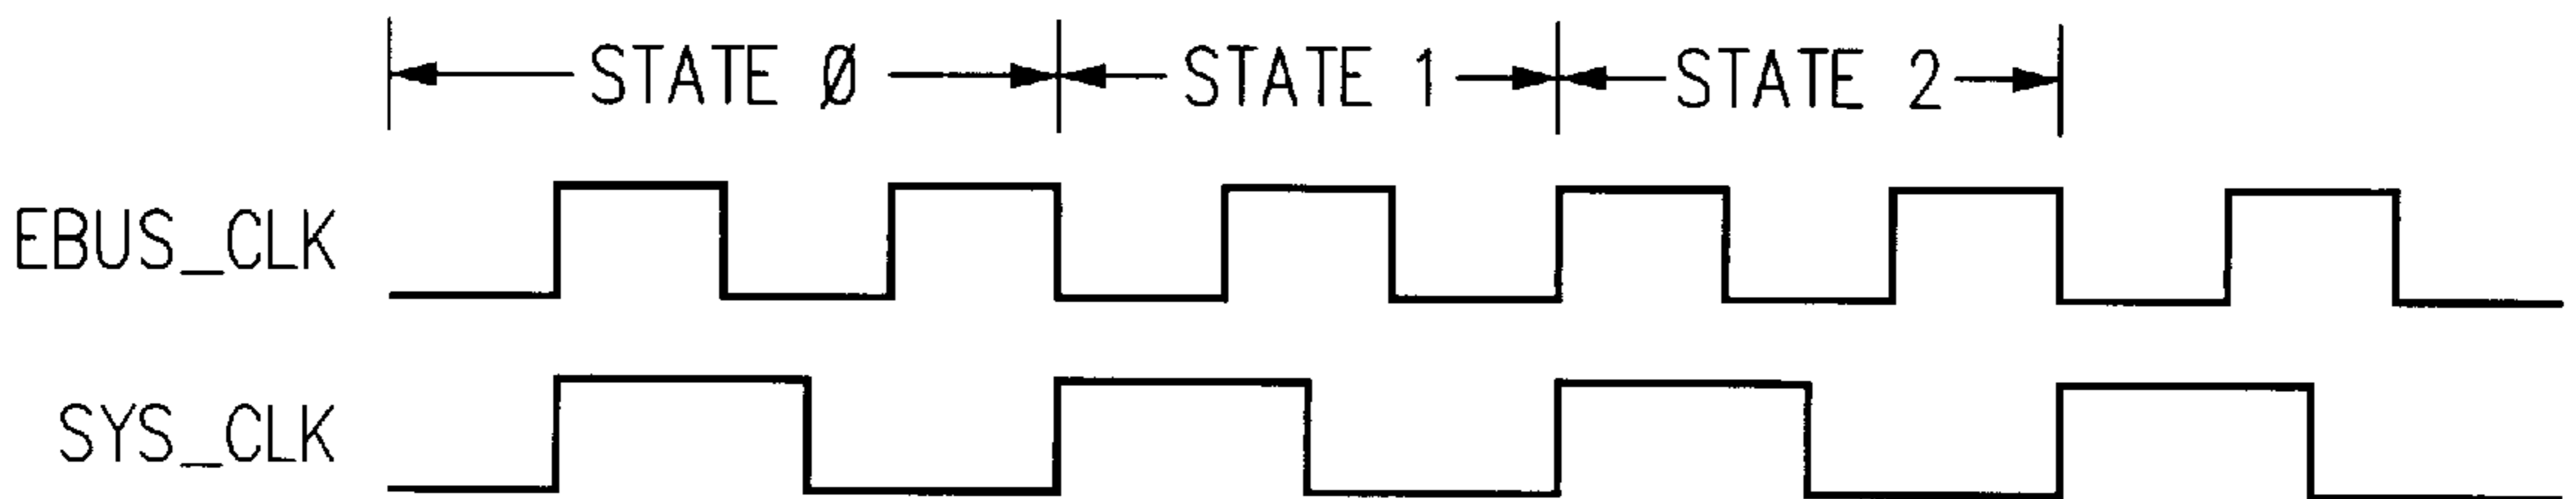 STATE Ø STATE 1 STATE 2
EBUS_CLK
SYS_CLK